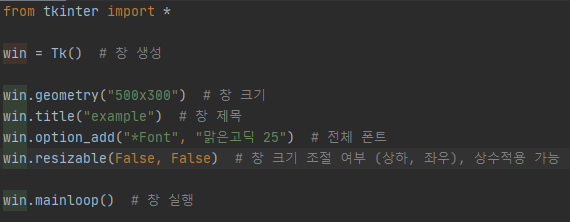 from tkinter import *
win = Tk()  # 창 생성
win.geometry("500x300")  # 창 크기
win.title("example")  # 창 제목
win.option_add("*Font", "맑은고딕 25")  # 전체 폰트
win.resizable(False, False)  # 창 크기 조절 여부 (상하, 좌우), 상수적용 가능
win.mainloop()  # 창 실행